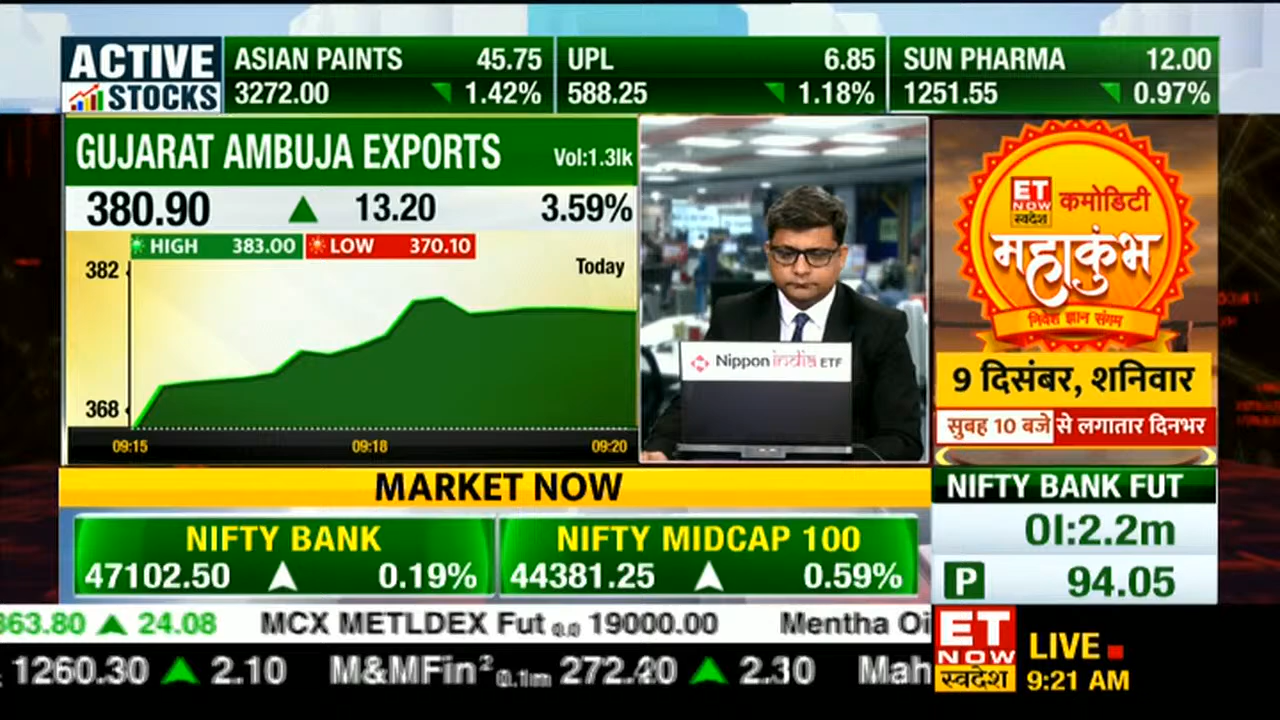 ACTIVE STOCKS
ASIAN PAINTS 45.75
3272.00 1.42%
UPL 6.85
588.25 1.18%
SUN PHARMA 12.00
1251.55 0.97%
GUJARAT AMBUJA EXPORTS Vol:1.3lk
380.90 13.20 3.59%
HIGH 383.00 LOW 370.10
Today
382
368
09:15 09:18 09:20
Nippon india ETF
ET NOW स्वदेश
कमोडिटी
महाकुंभ
निवेश ज्ञान संगम
9 दिसंबर, शनिवार
सुबह 10 बजे से लगातार दिनभर
MARKET NOW
NIFTY BANK
47102.50 0.19%
NIFTY MIDCAP 100
44381.25 0.59%
NIFTY BANK FUT
OI:2.2m
P 94.05
363.80 24.08 MCX METLDEX Fut 0.0 19000.00 Mentha Oi
1260.30 2.10 M&MFin² 0.1m 272.20 2.30 Mah
ET NOW स्वदेश
LIVE
9:21 AM